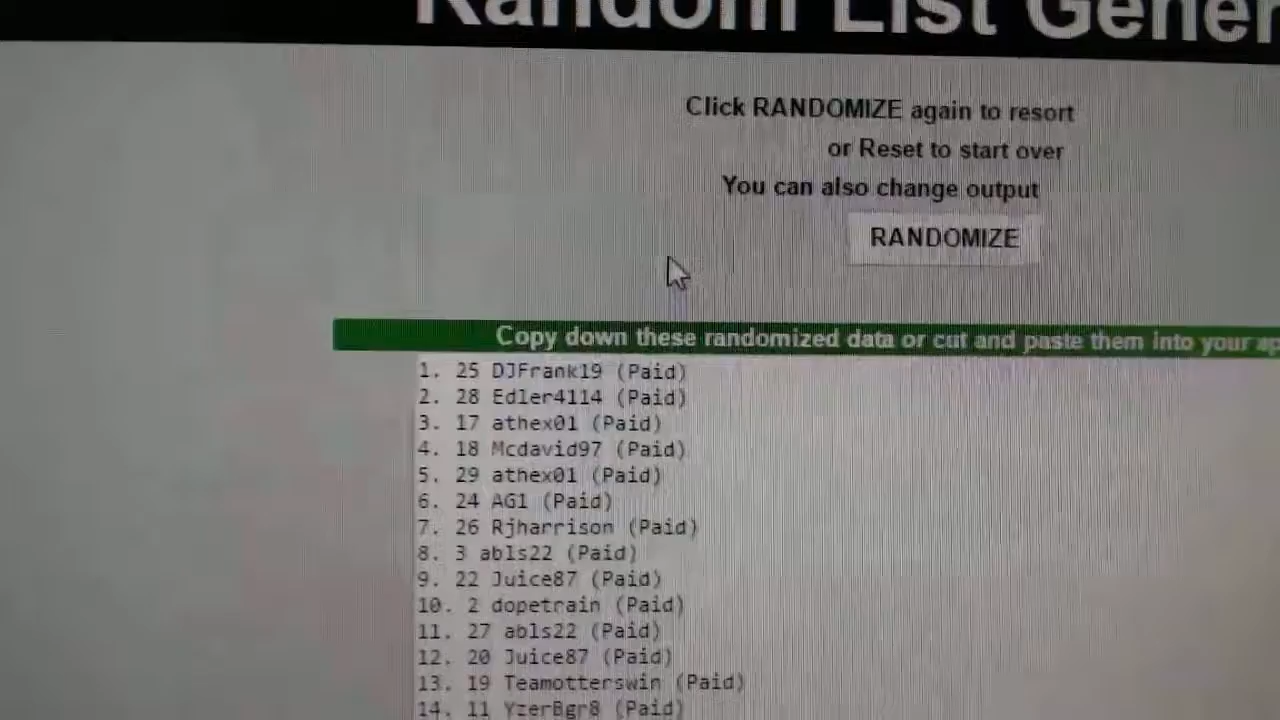 Random List Gener
Click RANDOMIZE again to resort
or Reset to start over
You can also change output
RANDOMIZE
Copy down these randomized data or cut and paste them into your ap
1. 25 DJFrank19 (Paid)
2. 28 Edler4114 (Paid)
3. 17 athex01 (Paid)
4. 18 Mcdavid97 (Paid)
5. 29 athex01 (Paid)
6. 24 AG1 (Paid)
7. 26 Rjharrison (Paid)
8. 3 abls22 (Paid)
9. 22 Juice87 (Paid)
10. 2 dopetrain (Paid)
11. 27 abls22 (Paid)
12. 20 Juice87 (Paid)
13. 19 Teamotterswin (Paid)
14. 11 YzerBgr8 (Paid)